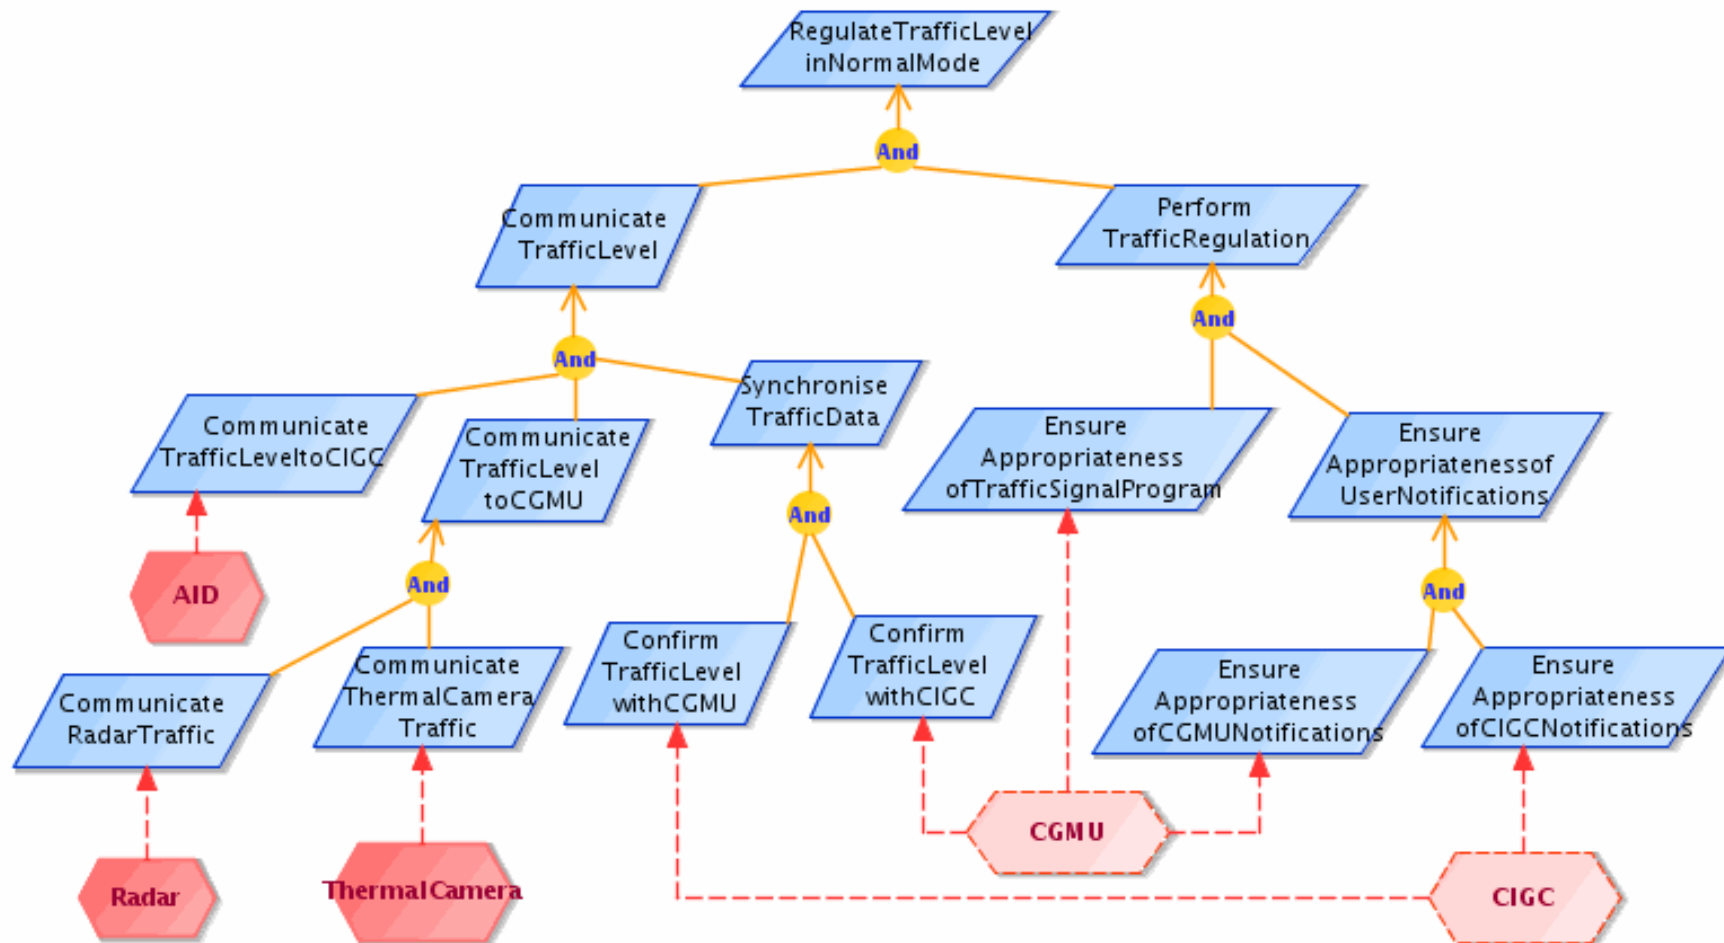 RegulateTrafficLevel
inNormalMode
And
Communicate
TrafficLevel
Perform
TrafficRegulation
And
And
Communicate
TrafficLeveltoCIGC
Communicate
TrafficLevel
toCGMU
Synchronise
TrafficData
Ensure
Appropriateness
ofTrafficSignalProgram
Ensure
Appropriatenessof
UserNotifications
AID
And
And
And
Communicate
RadarTraffic
Communicate
ThermalCamera
Traffic
Confirm
TrafficLevel
withCGMU
Confirm
TrafficLevel
withCIGC
Ensure
Appropriateness
ofCGMUNotifications
Ensure
Appropriateness
ofCIGCNotifications
CGMU
Radar
ThermalCamera
CIGC